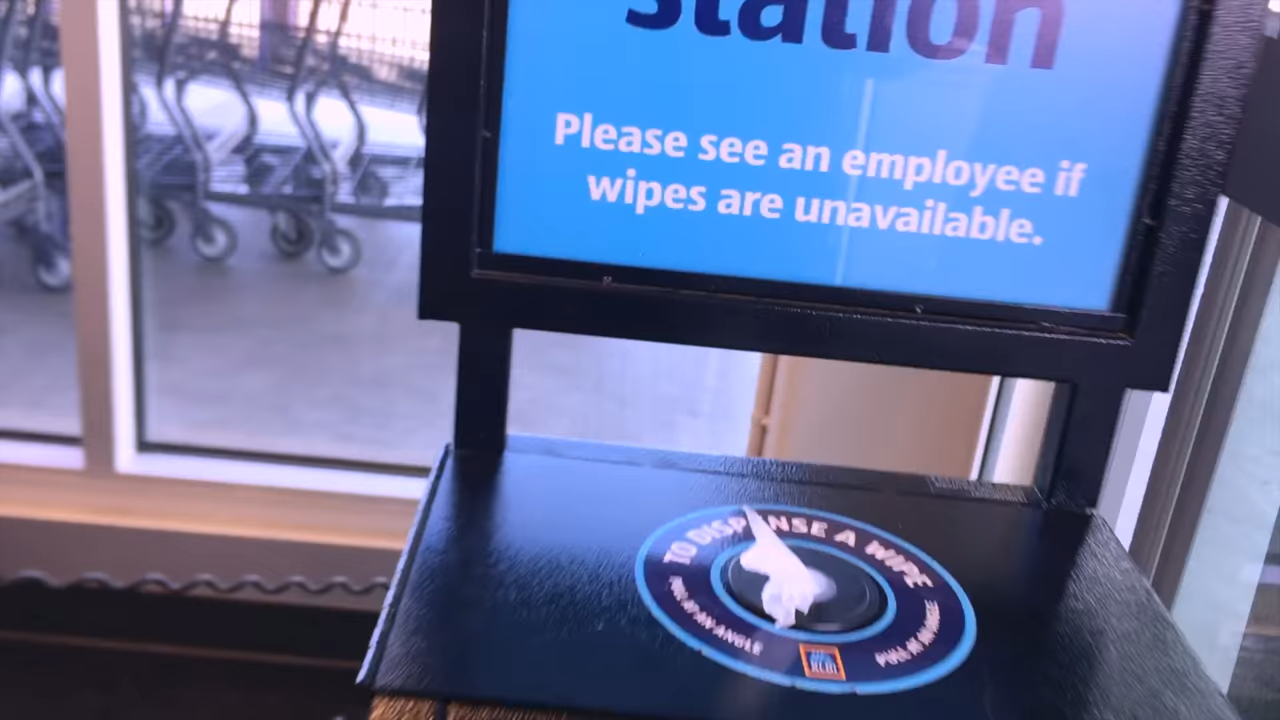 station
Please see an employee if
wipes are unavailable.
TO DISPENSE A WIPE
PULL AT AN ANGLE
PULL AT AN ANGLE
ALDI